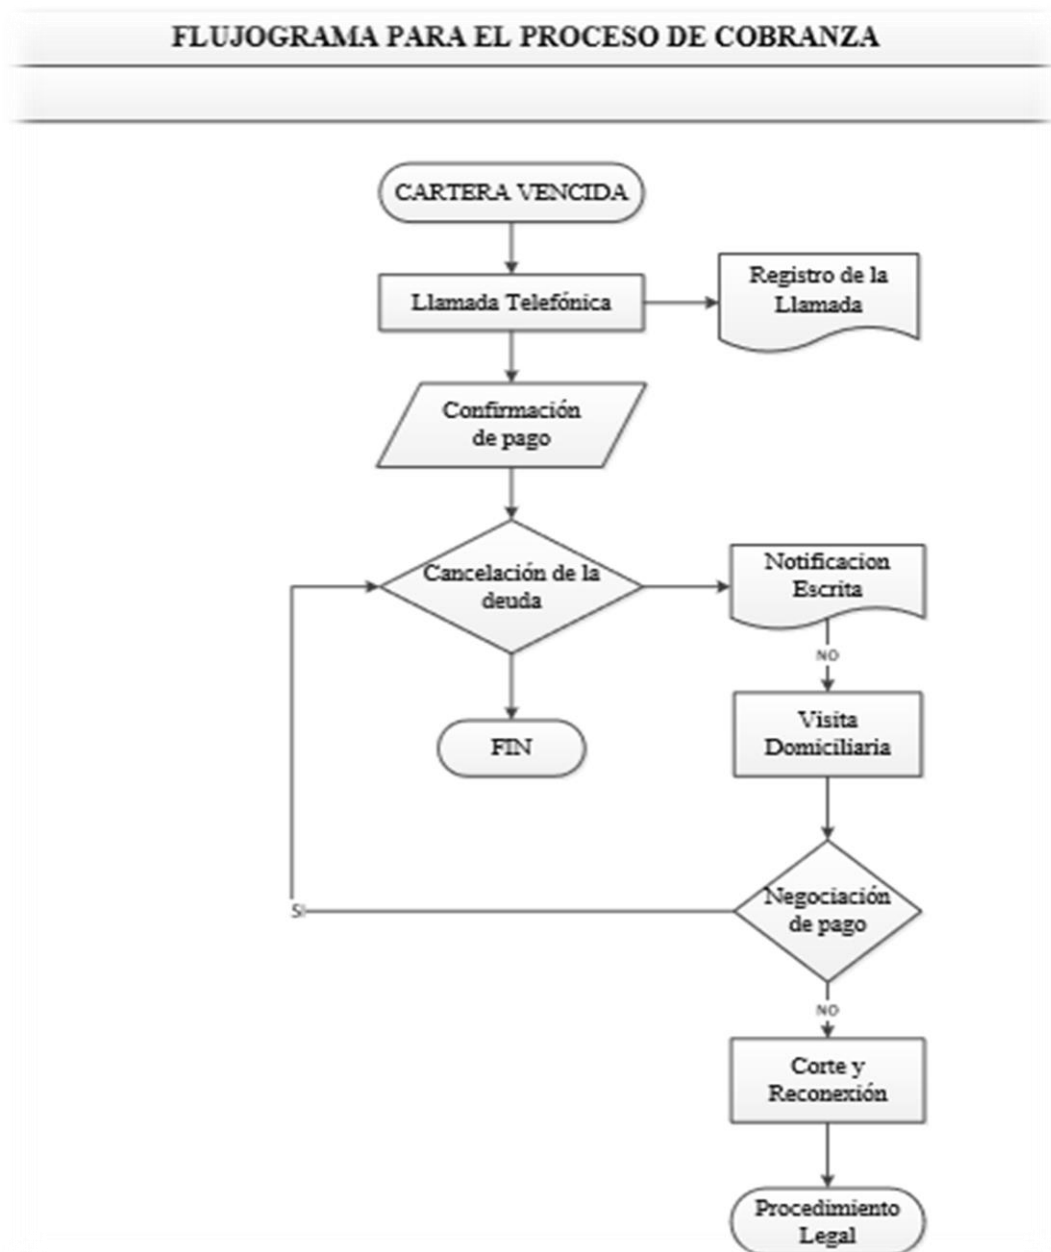 FLUJOGRAMA PARA EL PROCESO DE COBRANZA
CARTERA VENCIDA
Llamada Telefónica
Registro de la
Llamada
Confirmación
de pago
Cancelación de la
deuda
Notificacion
Escrita
NO
Visita
Domiciliaria
FIN
Negociación
de pago
SI
NO
Corte y
Reconexión
Procedimiento
Legal